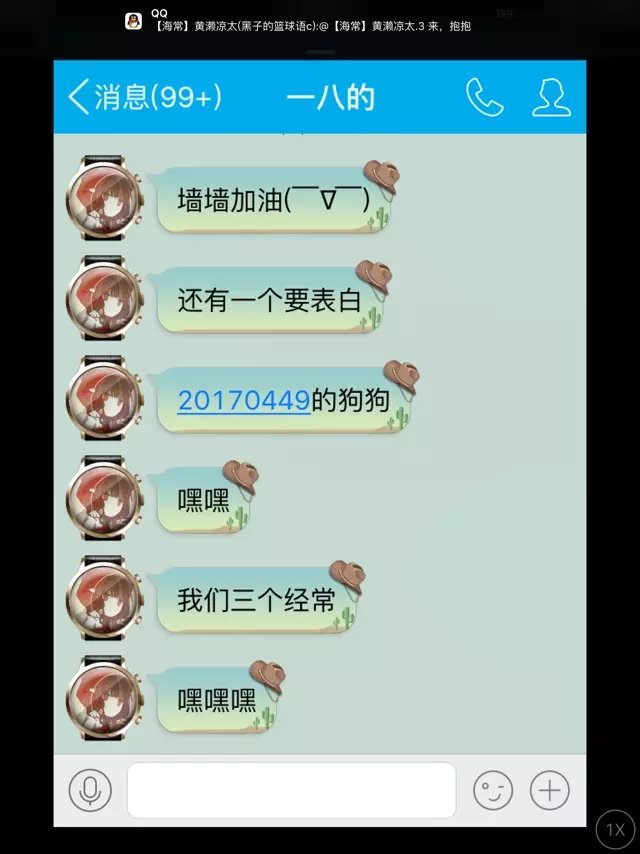 QQ
【海常】黄濑凉太(黑子的篮球语c):@【海常】黄濑凉太.3 来，抱抱
消息(99+)
一八的
墙墙加油(￣∇￣)
还有一个要表白
20170449的狗狗
嘿嘿
我们三个经常
嘿嘿嘿
1X